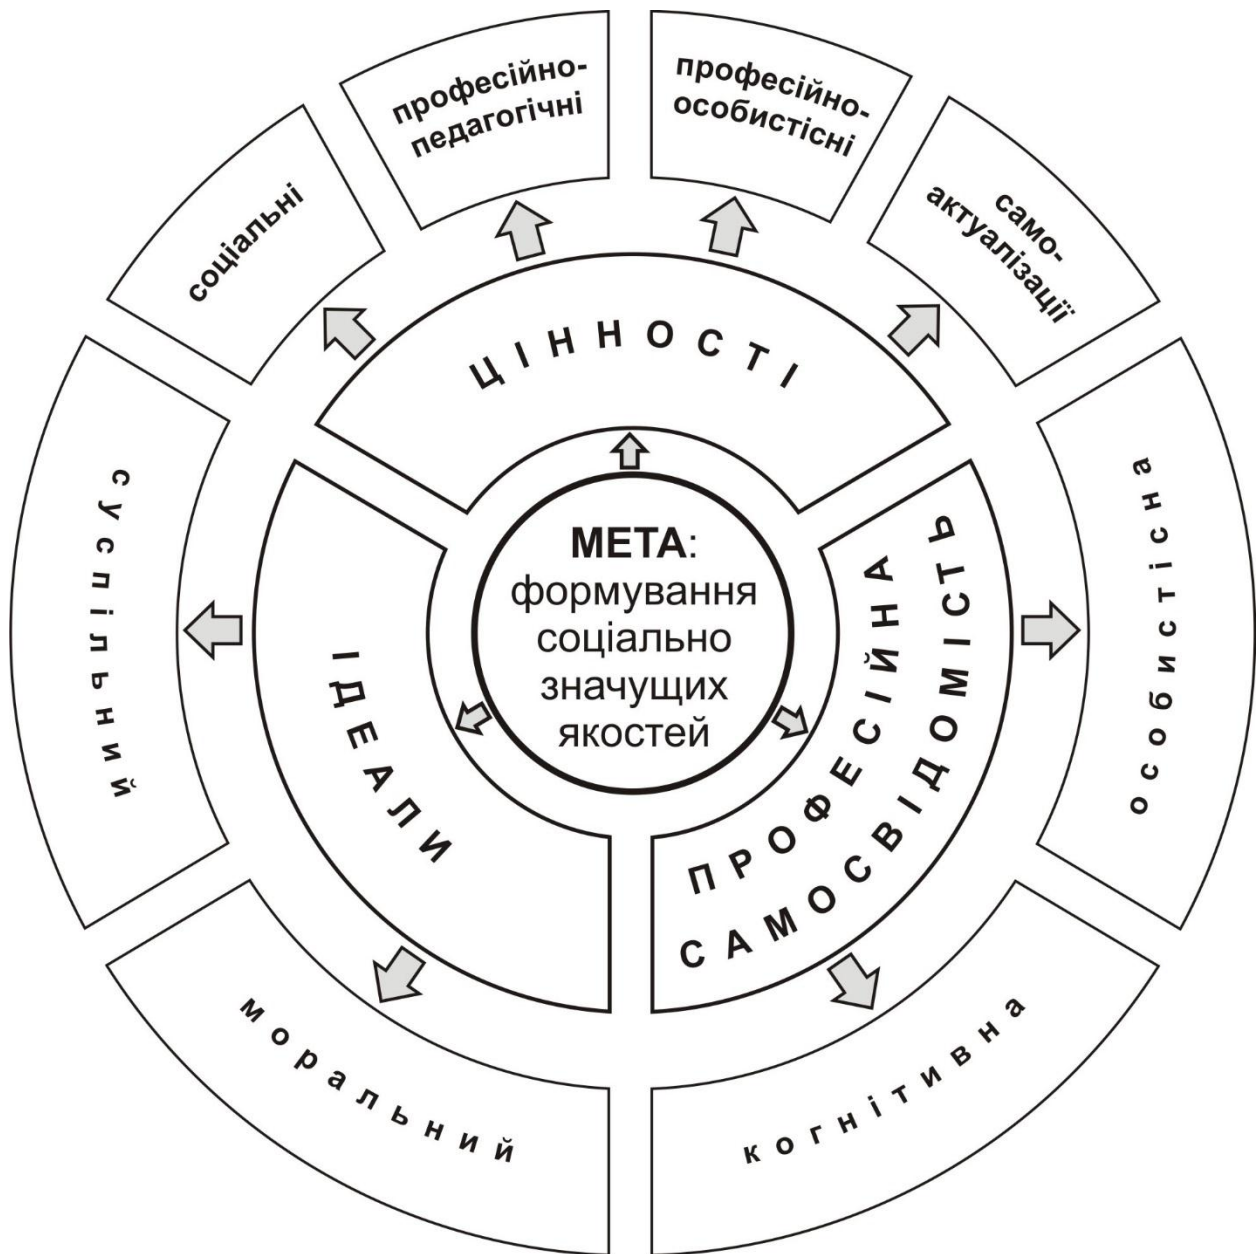 професійно-
педагогічні
професійно-
особистісні
соціальні
само-
актуалізації
ЦІННОСТІ
суспільний
особистісна
МЕТА:
формування
соціально
значущих
якостей
ІДЕАЛИ
ПРОФЕСІЙНА
САМОСВІДОМІСТЬ
моральний
когнітивна